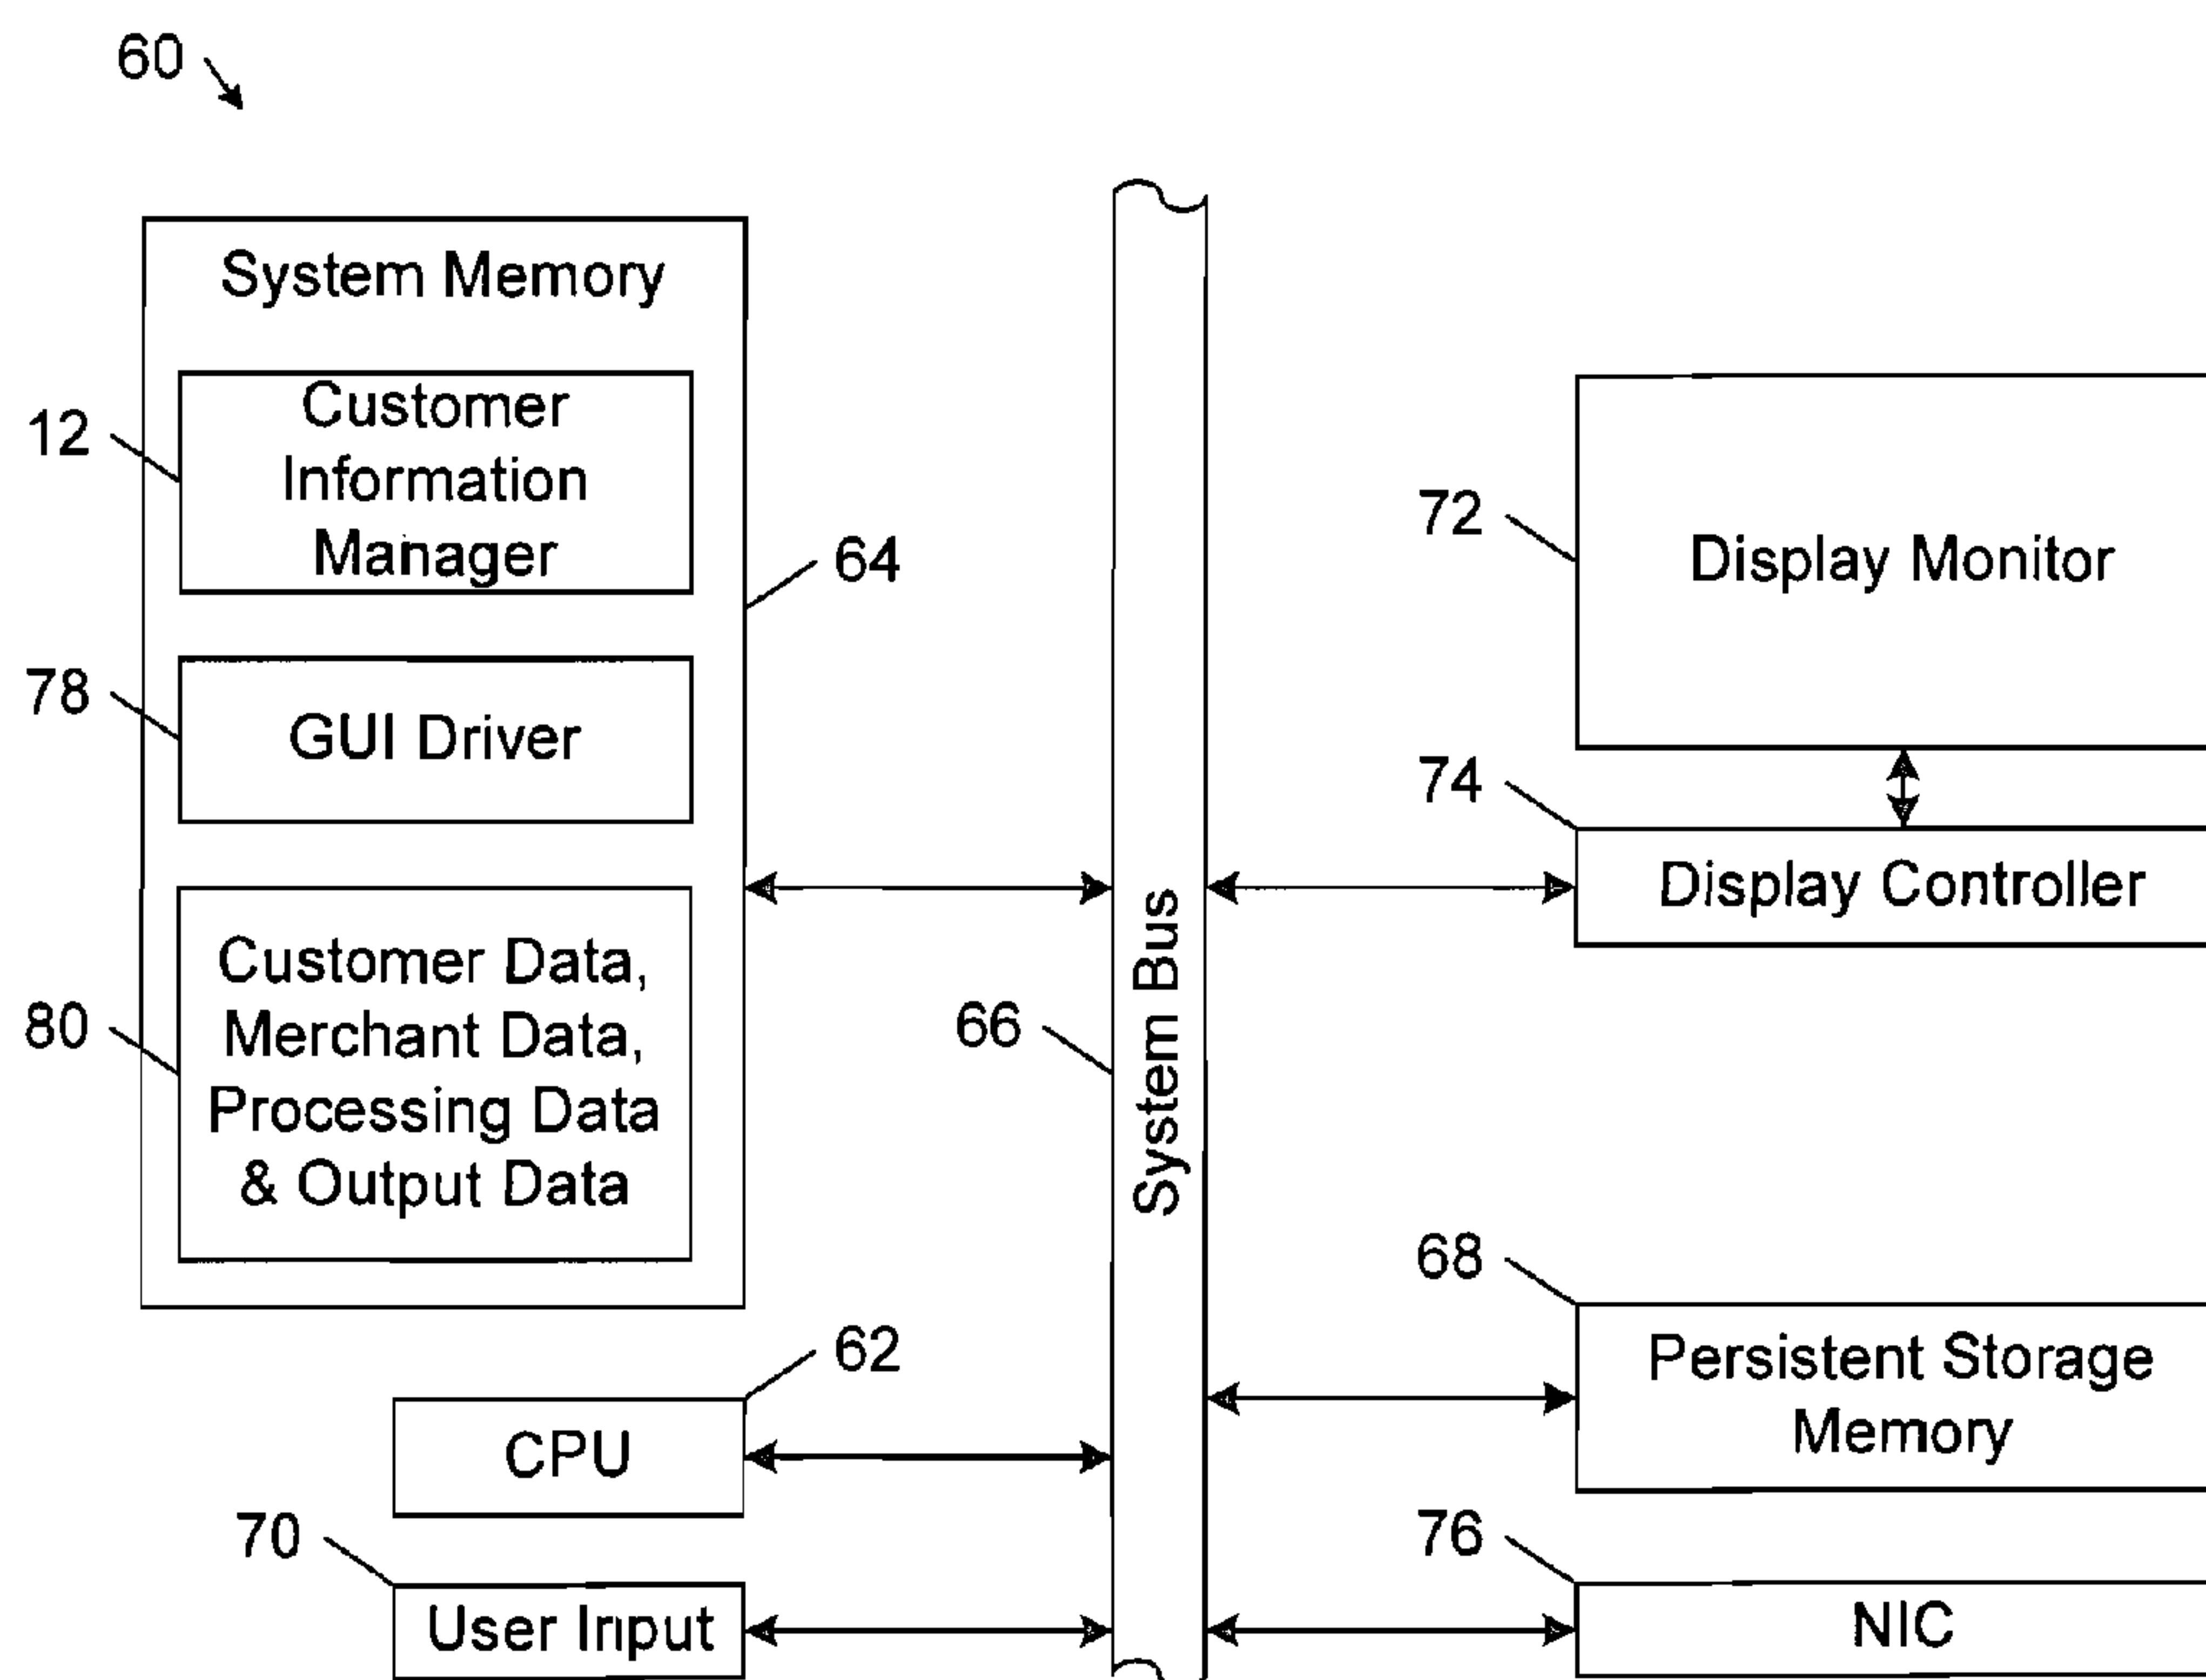 60
System Memory
12
Customer
Information
Manager
64
78
GUI Driver
80
Customer Data,
Merchant Data,
Processing Data
& Output Data
62
CPU
70
User Input
66
System Bus
72
Display Monitor
74
Display Controller
68
Persistent Storage
Memory
76
NIC